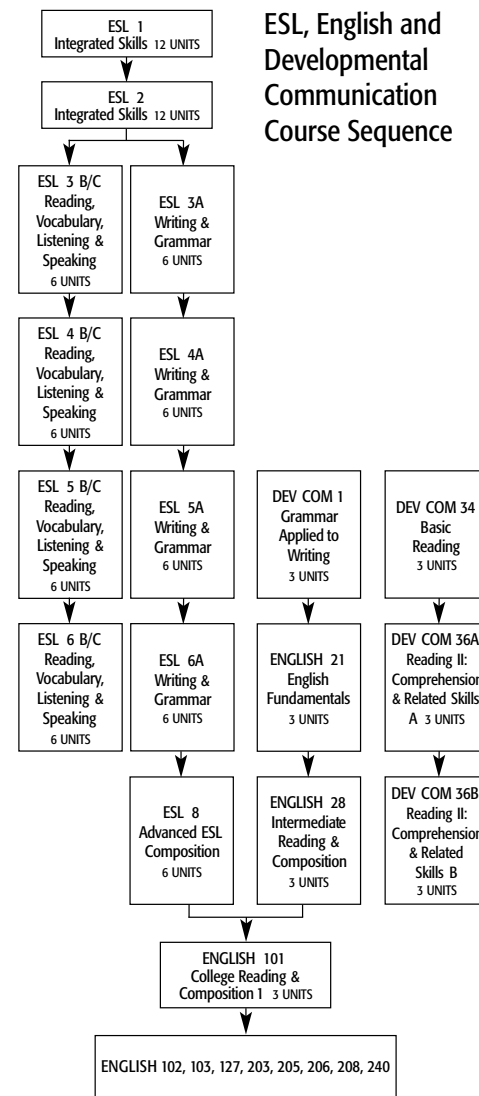 ESL, English and
Developmental
Communication
Course Sequence
ESL 1
Integrated Skills 12 UNITS
ESL 2
Integrated Skills 12 UNITS
ESL 3 B/C
Reading,
Vocabulary,
Listening &
Speaking
6 UNITS
ESL 3A
Writing &
Grammar
6 UNITS
ESL 4 B/C
Reading,
Vocabulary,
Listening &
Speaking
6 UNITS
ESL 4A
Writing &
Grammar
6 UNITS
ESL 5 B/C
Reading,
Vocabulary,
Listening &
Speaking
6 UNITS
ESL 5A
Writing &
Grammar
6 UNITS
DEV COM 1
Grammar
Applied to
Writing
3 UNITS
DEV COM 34
Basic
Reading
3 UNITS
ESL 6 B/C
Reading,
Vocabulary,
Listening &
Speaking
6 UNITS
ESL 6A
Writing &
Grammar
6 UNITS
ENGLISH 21
English
Fundamentals
3 UNITS
DEV COM 36A
Reading II:
Comprehension
& Related Skills
A 3 UNITS
ESL 8
Advanced ESL
Composition
6 UNITS
ENGLISH 28
Intermediate
Reading &
Composition
3 UNITS
DEV COM 36B
Reading II:
Comprehension
& Related
Skills B
3 UNITS
ENGLISH 101
College Reading &
Composition 1 3 UNITS
ENGLISH 102, 103, 127, 203, 205, 206, 208, 240